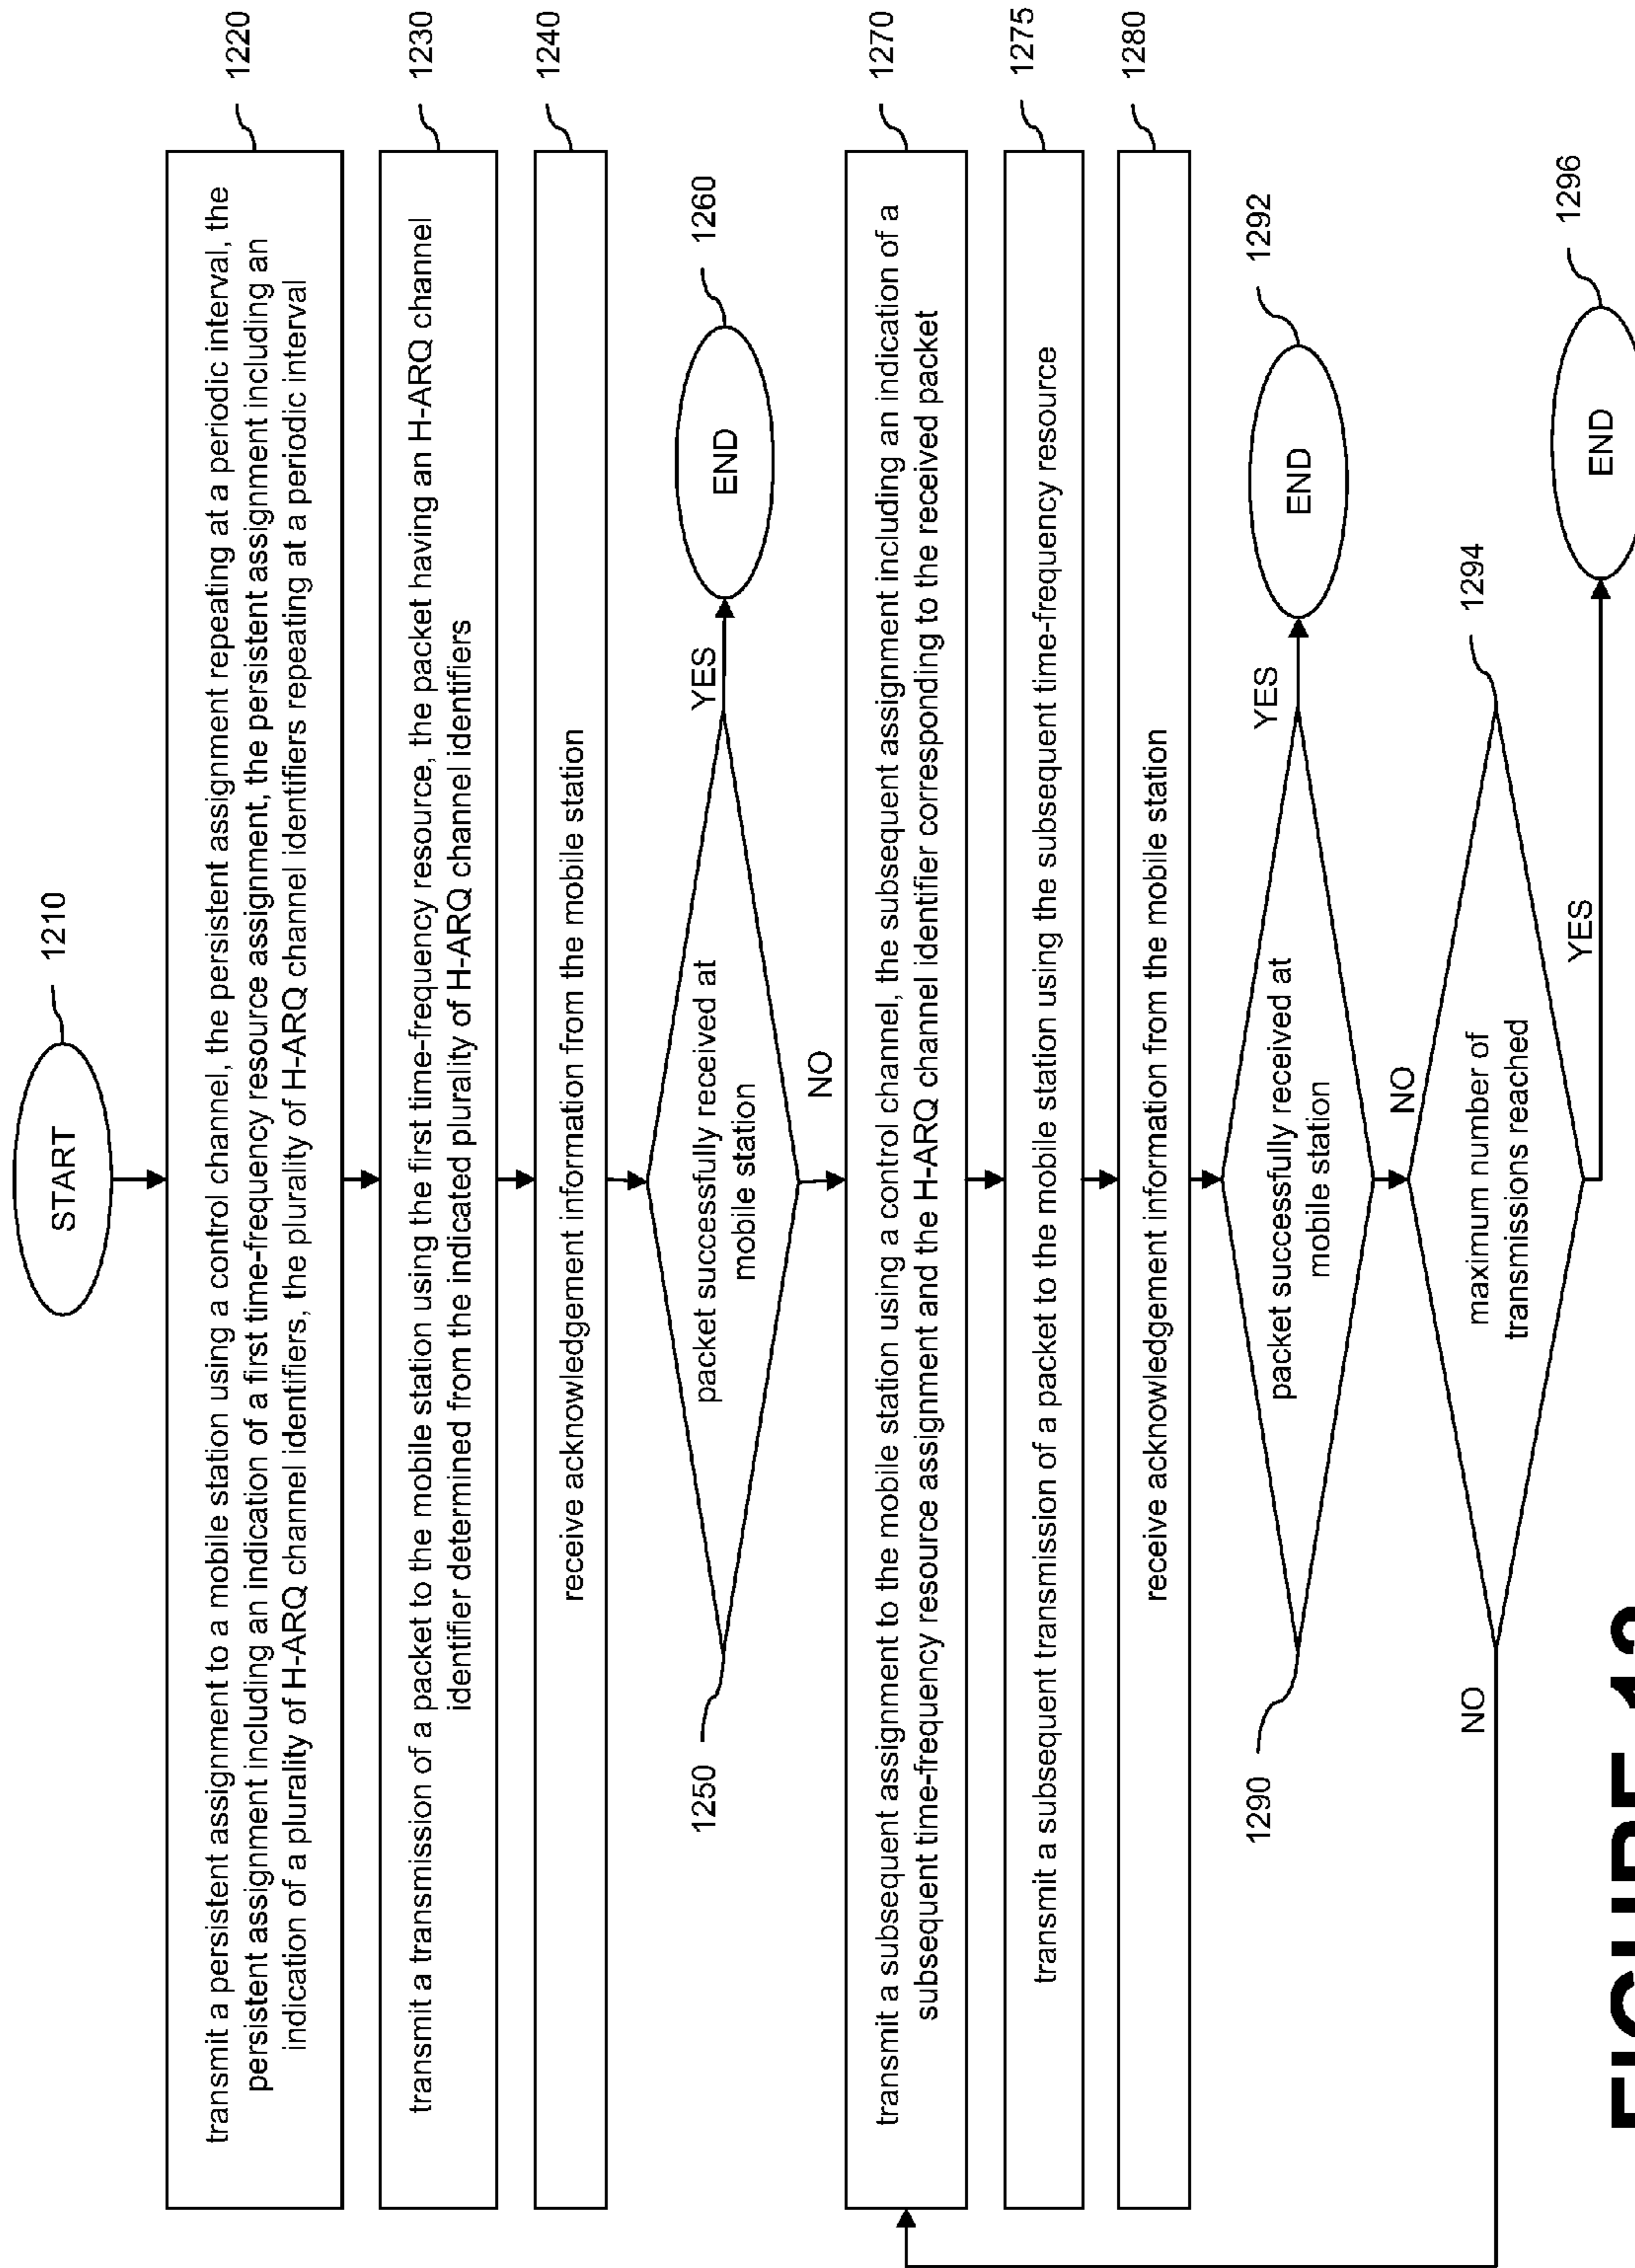 START
1210
transmit a persistent assignment to a mobile station using a control channel, the persistent assignment repeating at a periodic interval, the
persistent assignment including an indication of a first time-frequency resource assignment, the persistent assignment including an
indication of a plurality of H-ARQ channel identifiers, the plurality of H-ARQ channel identifiers repeating at a periodic interval
1220
transmit a transmission of a packet to the mobile station using the first time-frequency resource, the packet having an H-ARQ channel
identifier determined from the indicated plurality of H-ARQ channel identifiers
1230
receive acknowledgement information from the mobile station
1240
1250
packet successfully received at
mobile station
YES
END
1260
NO
transmit a subsequent assignment to the mobile station using a control channel, the subsequent assignment including an indication of a
subsequent time-frequency resource assignment and the H-ARQ channel identifier corresponding to the received packet
1270
transmit a subsequent transmission of a packet to the mobile station using the subsequent time-frequency resource
1275
receive acknowledgement information from the mobile station
1280
1290
packet successfully received at
mobile station
YES
END
1292
NO
NO
maximum number of
transmissions reached
1294
YES
END
1296
FIGURE 12